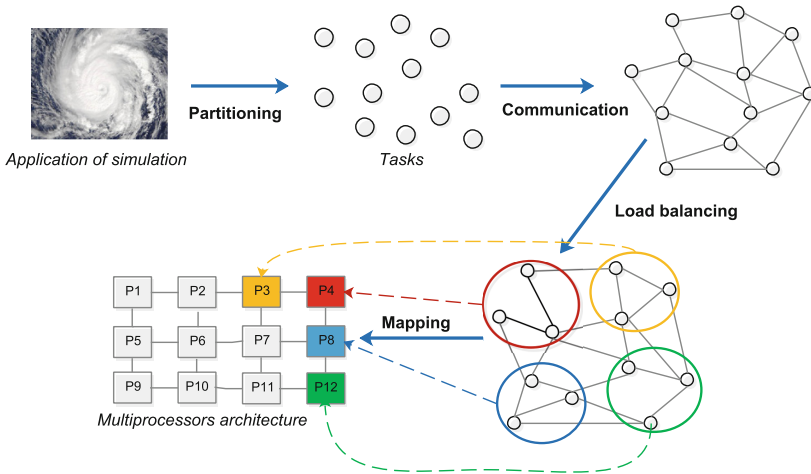 Partitioning
Communication
Application of simulation
Tasks
Load balancing
P1 P2 P3 P4
Mapping
P5 P6 P7 P8
P9 P10 P11 P12
Multiprocessors architecture